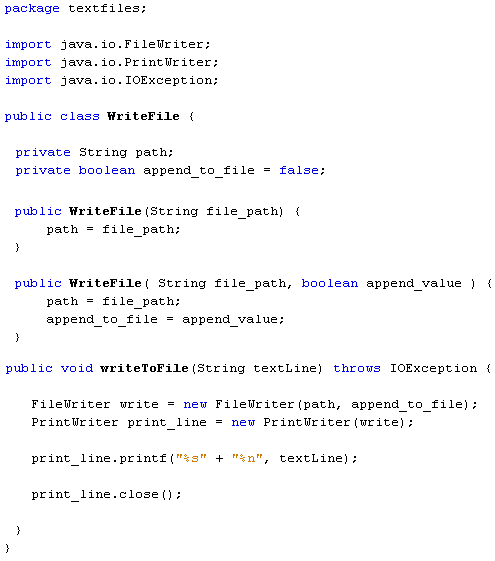 package textfiles;
import java.io.FileWriter;
import java.io.PrintWriter;
import java.io.IOException;
public class WriteFile {
private String path;
private boolean append_to_file = false;
public WriteFile(String file_path) {
path = file_path;
}
public WriteFile( String file_path, boolean append_value ) {
path = file_path;
append_to_file = append_value;
}
public void writeToFile(String textLine) throws IOException {
FileWriter write = new FileWriter(path, append_to_file);
PrintWriter print_line = new PrintWriter(write);
print_line.printf("%s" + "%n", textLine);
print_line.close();
}
}